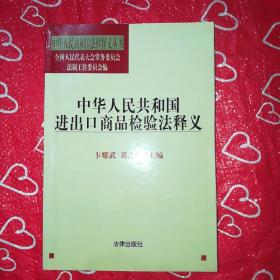 中华人民共和国法律释义丛书
全国人民代表大会常务委员会
法制工作委员会编
中华人民共和国
进出口商品检验法释义
卞耀武 葛 主编
法律出版社